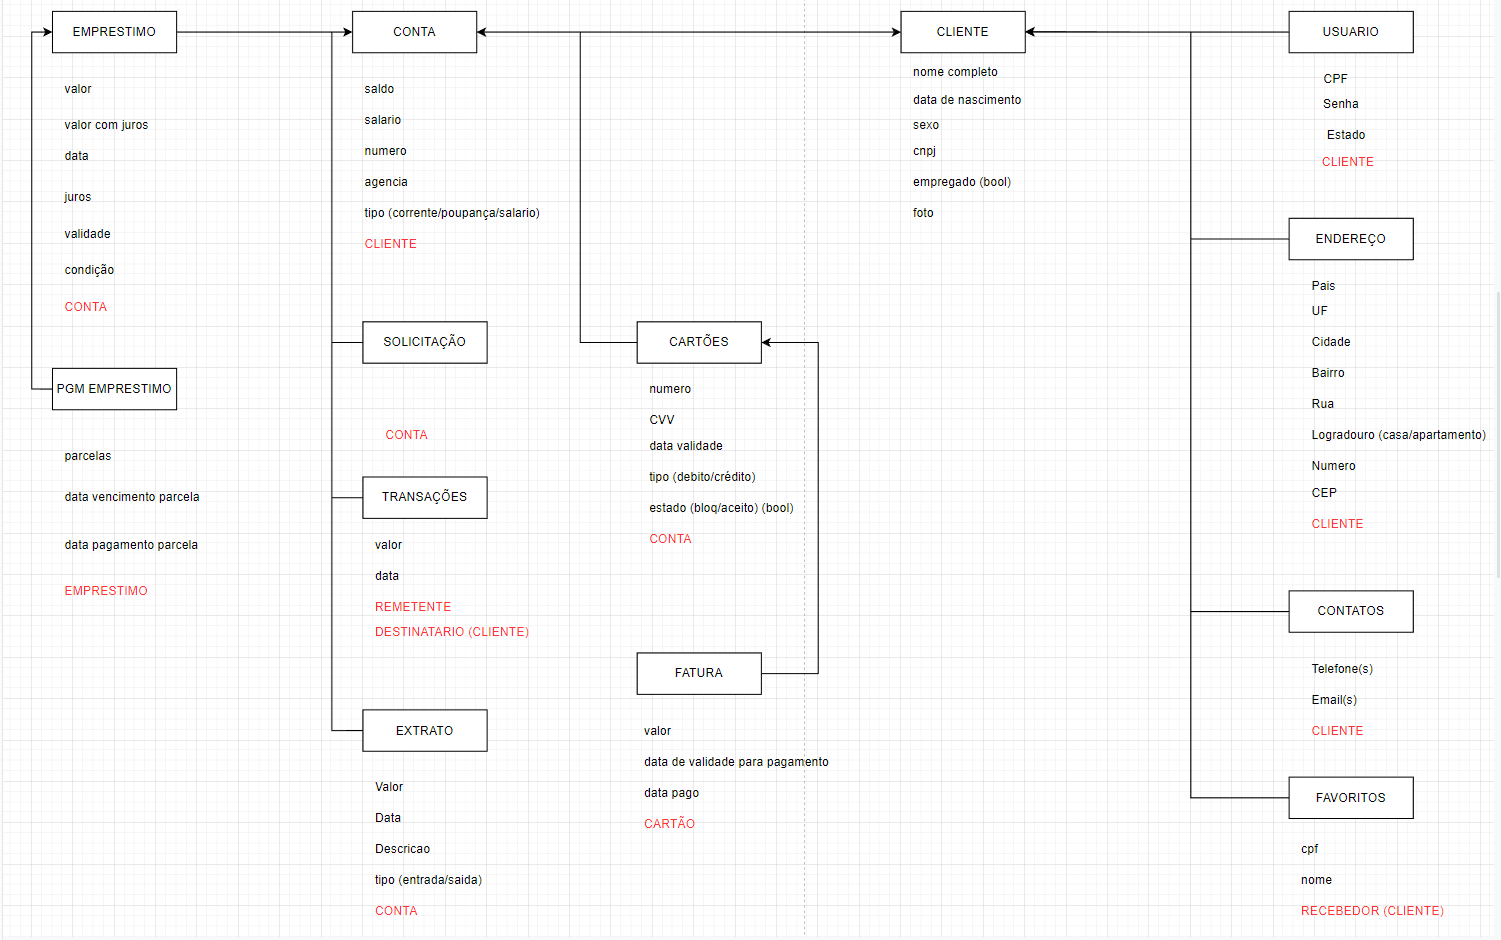 EMPRESTIMO
valor
valor com juros
data
juros
validade
condição
CONTA
PGM EMPRESTIMO
parcelas
data vencimento parcela
data pagamento parcela
EMPRESTIMO
CONTA
saldo
salario
numero
agencia
tipo (corrente/poupança/salario)
CLIENTE
SOLICITAÇÃO
CONTA
TRANSAÇÕES
valor
data
REMETENTE
DESTINATARIO (CLIENTE)
EXTRATO
Valor
Data
Descricao
tipo (entrada/saida)
CONTA
CARTÕES
numero
CVV
data validade
tipo (debito/crédito)
estado (bloq/aceito) (bool)
CONTA
FATURA
valor
data de validade para pagamento
data pago
CARTÃO
CLIENTE
nome completo
data de nascimento
sexo
cnpj
empregado (bool)
foto
USUARIO
CPF
Senha
Estado
CLIENTE
ENDEREÇO
Pais
UF
Cidade
Bairro
Rua
Logradouro (casa/apartamento)
Numero
CEP
CLIENTE
CONTATOS
Telefone(s)
Email(s)
CLIENTE
FAVORITOS
cpf
nome
RECEBEDOR (CLIENTE)